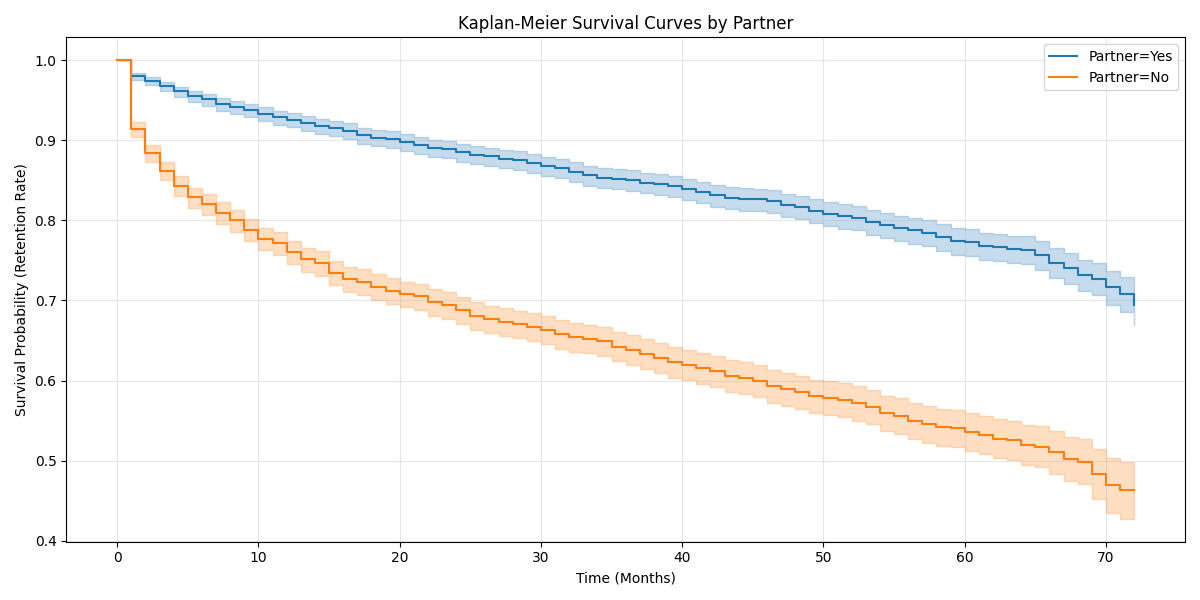 Kaplan-Meier Survival Curves by Partner
Partner=Yes
Partner=No
Survival Probability (Retention Rate)
1.0
0.9
0.8
0.7
0.6
0.5
0.4
0 10 20 30 40 50 60 70
Time (Months)